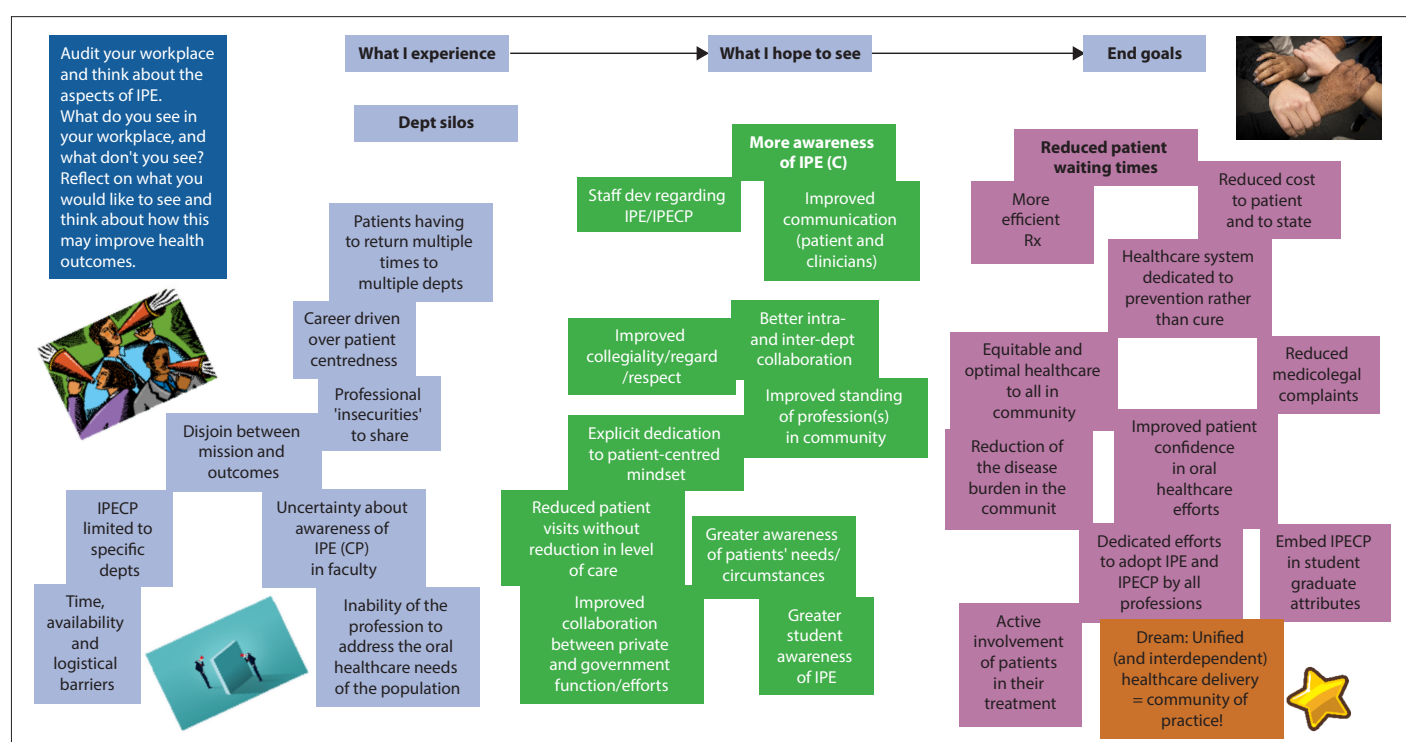 Audit your workplace
and think about the
aspects of IPE.
What do you see in
your workplace, and
what don't you see?
Reflect on what you
would like to see and
think about how this
may improve health
outcomes.
What I experience
What I hope to see
End goals
Dept silos
Patients having
to return multiple
times to
multiple depts
Career driven
over patient
centredness
Professional
'insecurities'
to share
Disjoin between
mission and
outcomes
IPECP
limited to
specific
depts
Uncertainty about
awareness of
IPE (CP)
in faculty
Time,
availability
and
logistical
barriers
Inability of the
profession to
address the oral
healthcare needs
of the population
More awareness
of IPE (C)
Staff dev regarding
IPE/IPECP
Improved
communication
(patient and
clinicians)
Improved
collegiality/regard
/respect
Better intra-
and inter-dept
collaboration
Improved standing
of profession(s)
in community
Explicit dedication
to patient-centred
mindset
Reduced patient
visits without
reduction in level
of care
Greater awareness
of patients' needs/
circumstances
Improved
collaboration
between private
and government
function/efforts
Greater
student
awareness
of IPE
Reduced patient
waiting times
More
efficient
Rx
Reduced cost
to patient
and to state
Healthcare system
dedicated to
prevention rather
than cure
Equitable and
optimal healthcare
to all in
community
Reduced
medicolegal
complaints
Reduction of
the disease
burden in the
communit
Improved patient
confidence
in oral
healthcare
efforts
Dedicated efforts
to adopt IPE and
IPECP by all
professions
Embed IPECP
in student
graduate
attributes
Active
involvement
of patients
in their
treatment
Dream: Unified
(and interdependent)
healthcare delivery
= community of
practice!